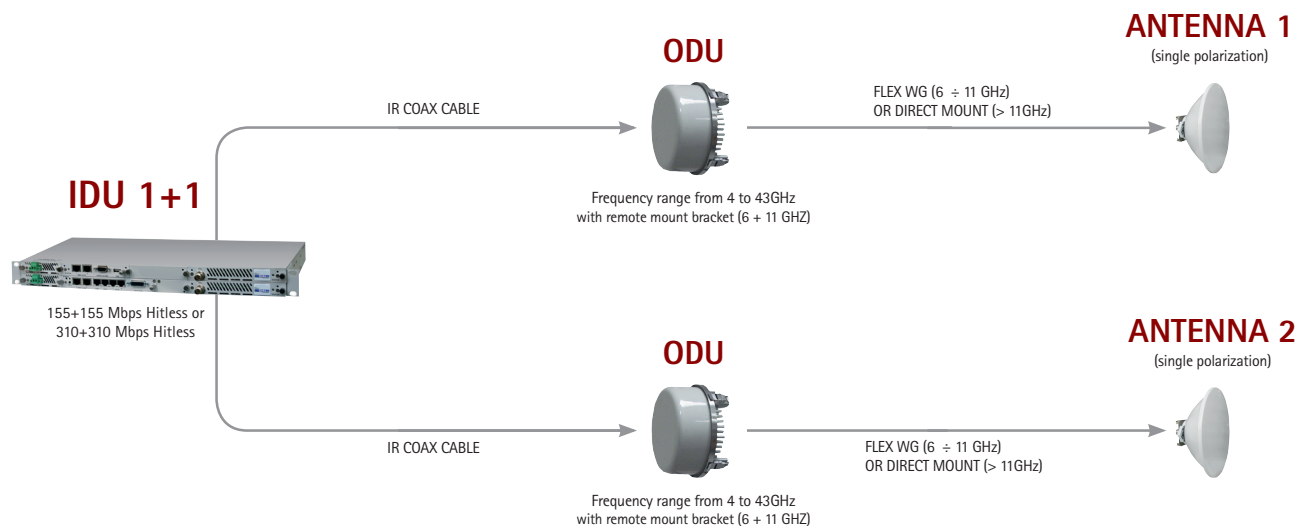 ANTENNA 1
(single polarization)
ODU
FLEX WG (6 ÷ 11 GHz)
OR DIRECT MOUNT (> 11GHz)
IR COAX CABLE
IDU 1+1
Frequency range from 4 to 43GHz
with remote mount bracket (6 + 11 GHZ)
155+155 Mbps Hitless or
310+310 Mbps Hitless
ANTENNA 2
(single polarization)
ODU
IR COAX CABLE
FLEX WG (6 ÷ 11 GHz)
OR DIRECT MOUNT (> 11GHz)
Frequency range from 4 to 43GHz
with remote mount bracket (6 + 11 GHZ)